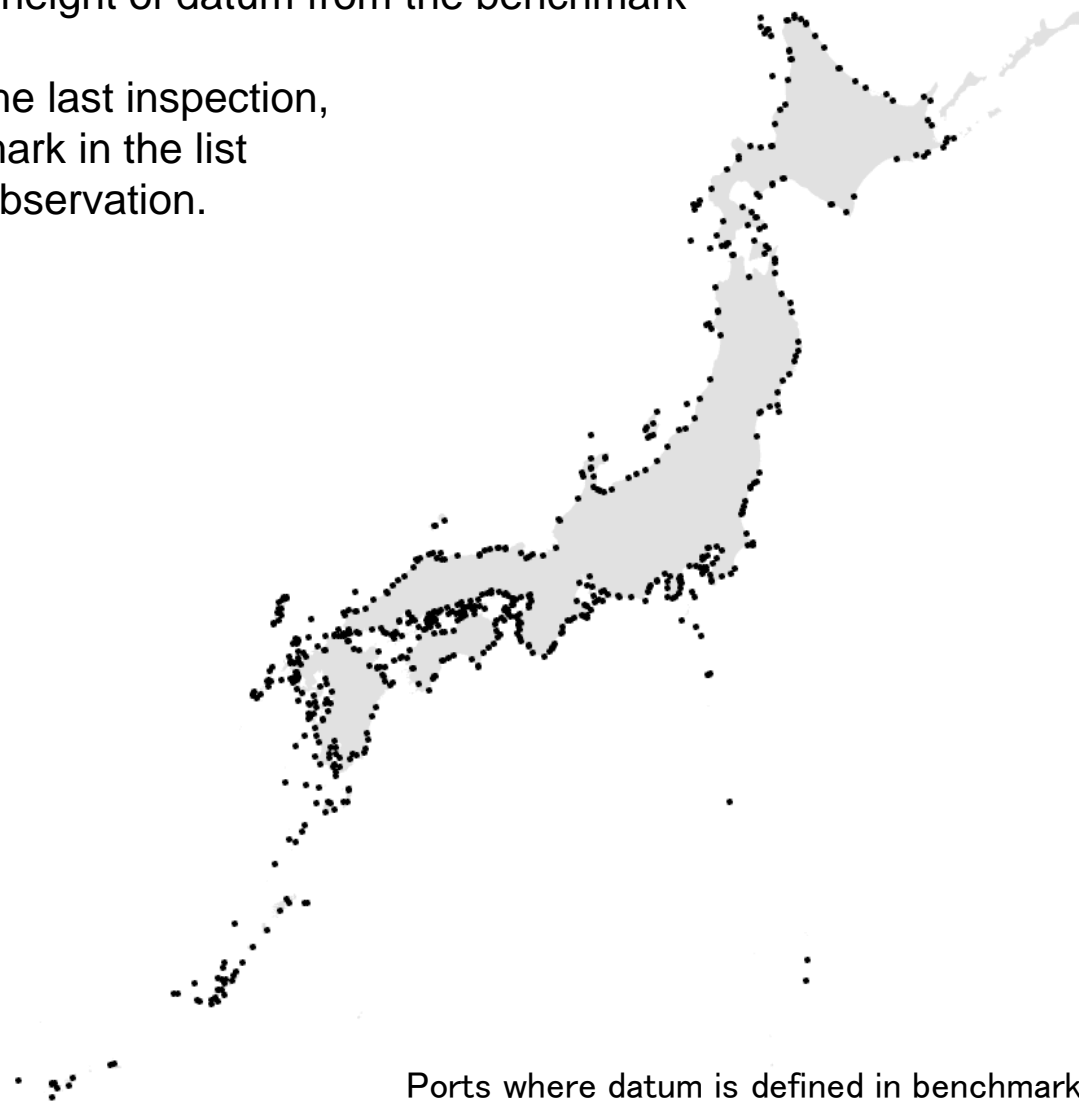 height of datum from the benchmark
he last inspection,
ark in the list
bservation.
Ports where datum is defined in benchmark